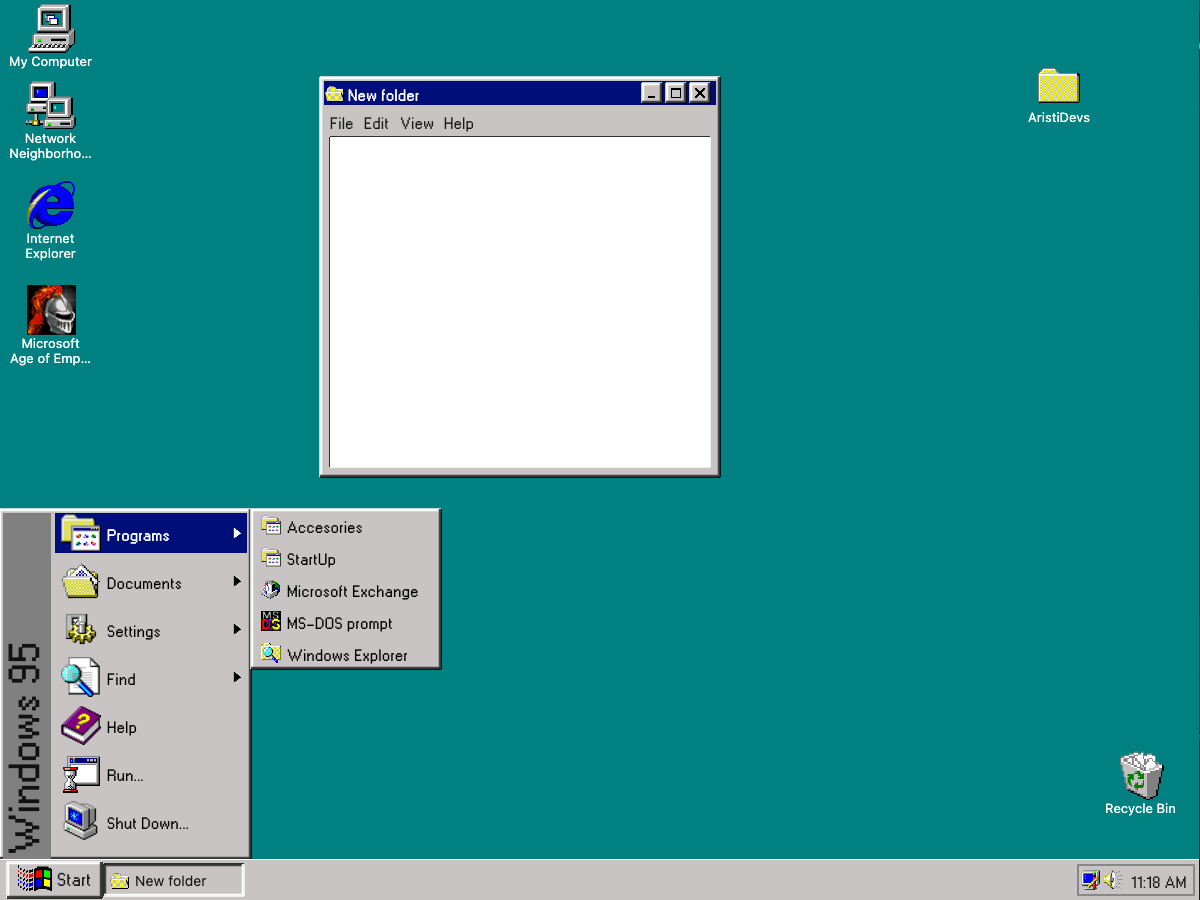 My Computer
Network
Neighborho...
Internet
Explorer
Microsoft
Age of Emp...
New folder
File Edit View Help
AristiDevs
Windows 95
Programs
Documents
Settings
Find
Help
Run...
Shut Down...
Accesories
StartUp
Microsoft Exchange
MS-DOS prompt
Windows Explorer
Recycle Bin
Start
New folder
11:18 AM